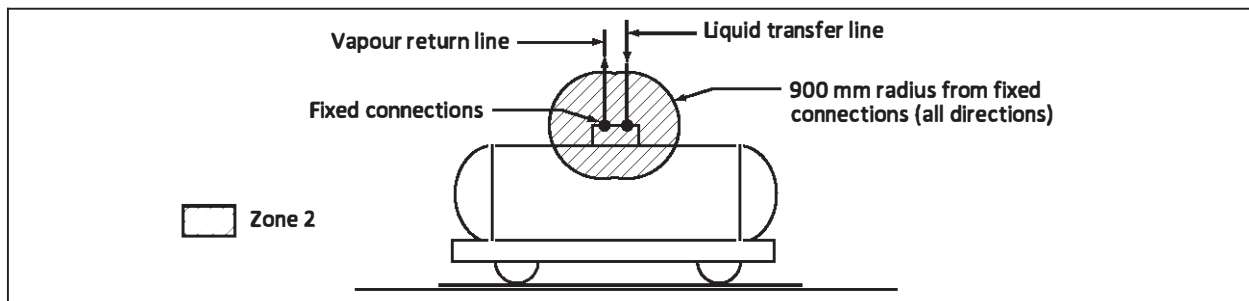 Vapour return line
Liquid transfer line
Fixed connections
900 mm radius from fixed
connections (all directions)
Zone 2